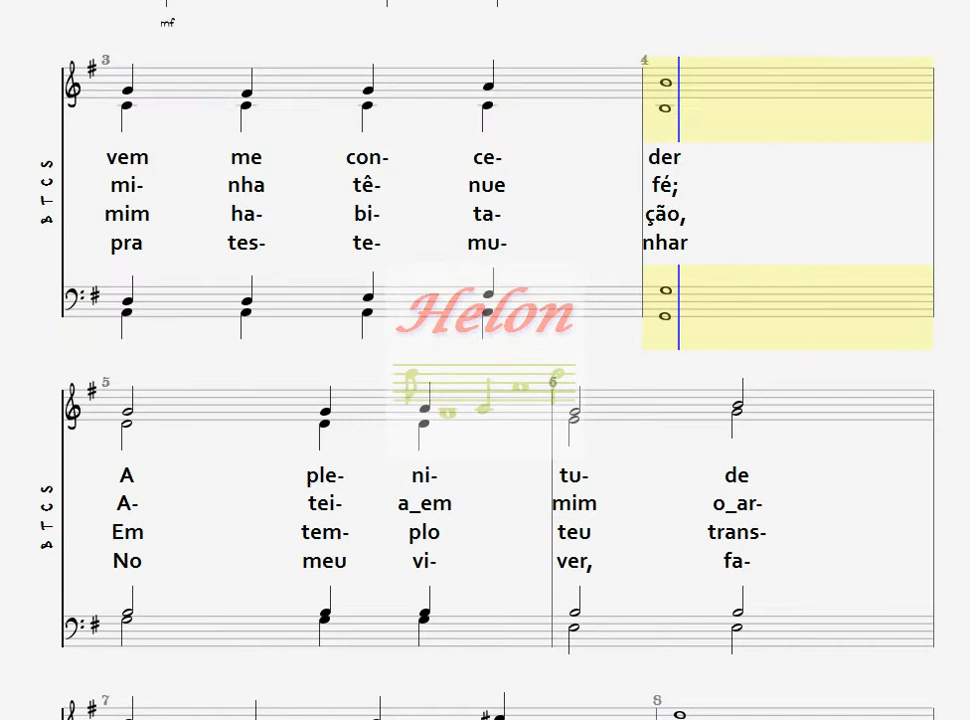 mf
3
4
vem me con- ce- der
mi- nha tê- nue fé;
mim ha- bi- ta- ção,
pra tes- te- mu- nhar
B T C S
Helon
5
6
A ple- ni- tu- de
A- tei- a_em mim o_ar-
Em tem- plo teu trans-
No meu vi- ver, fa-
B T C S
7
8